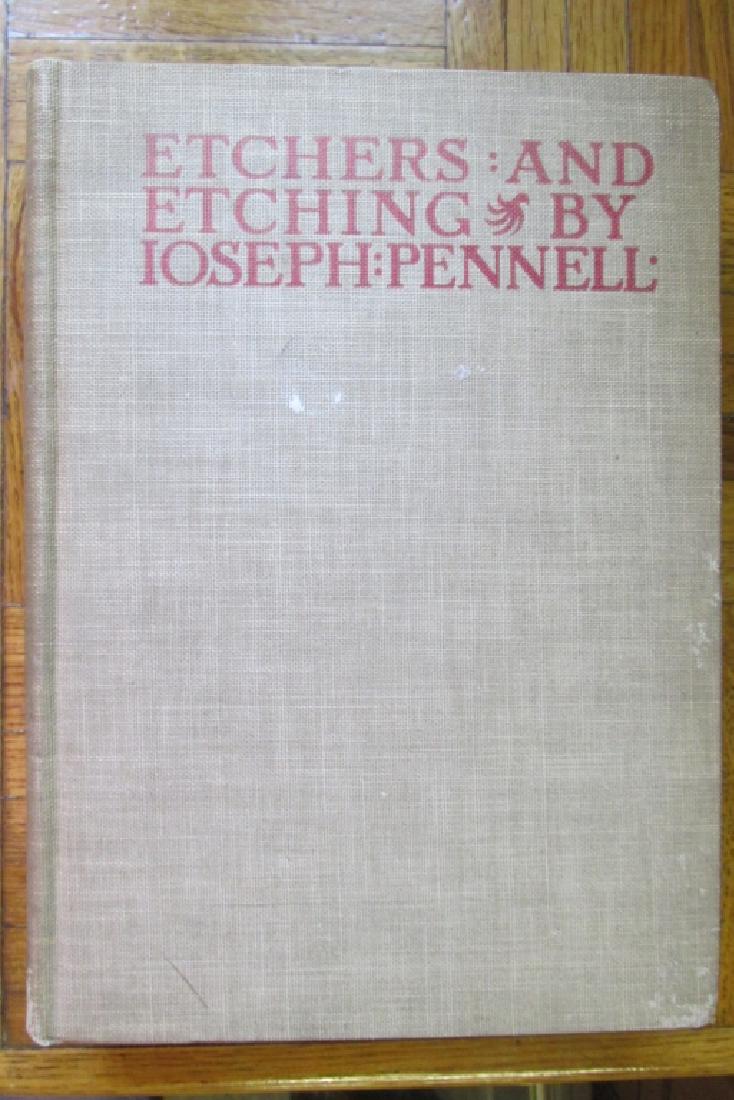 ETCHERS : AND
ETCHING BY
IOSEPH : PENNELL ·